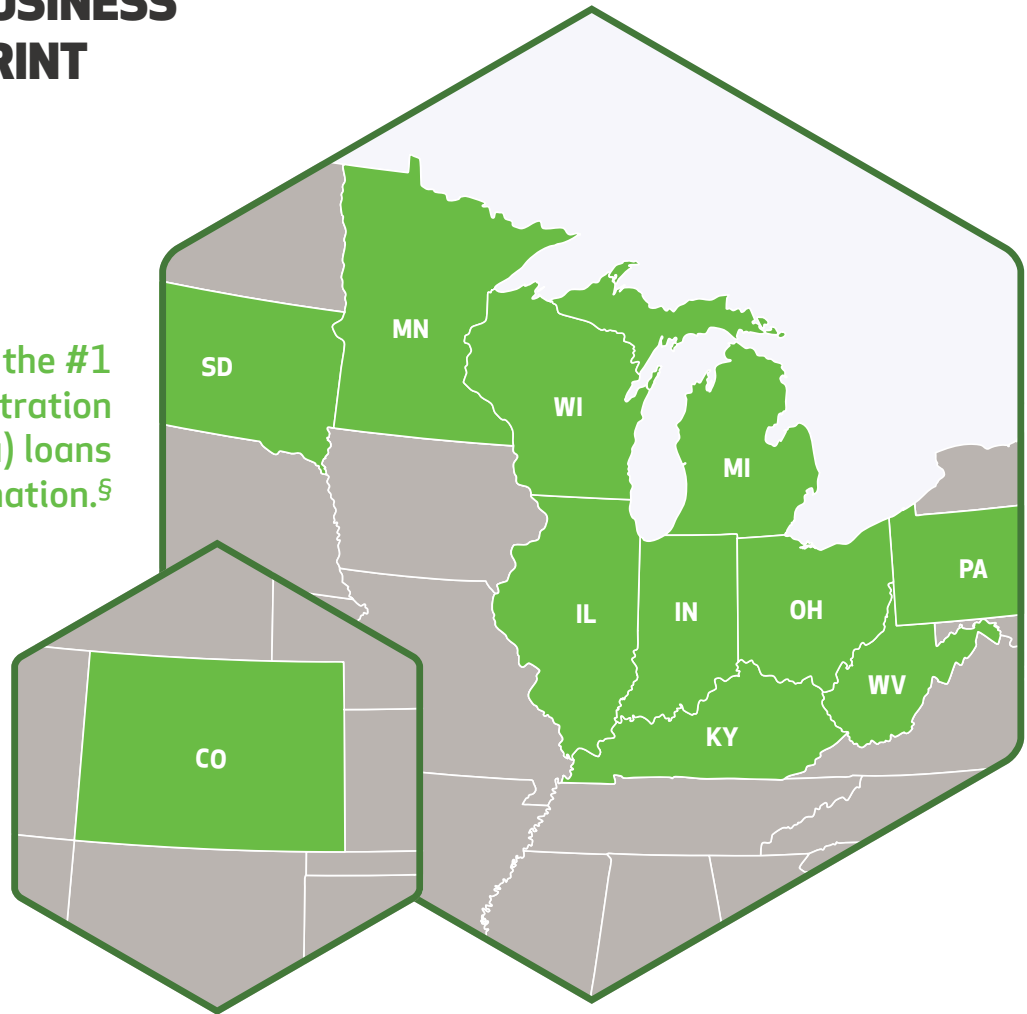 USINESS
RINT
the #1
tration
) loans
nation.§
MN
SD
WI
MI
PA
IL
IN
OH
WV
KY
CO